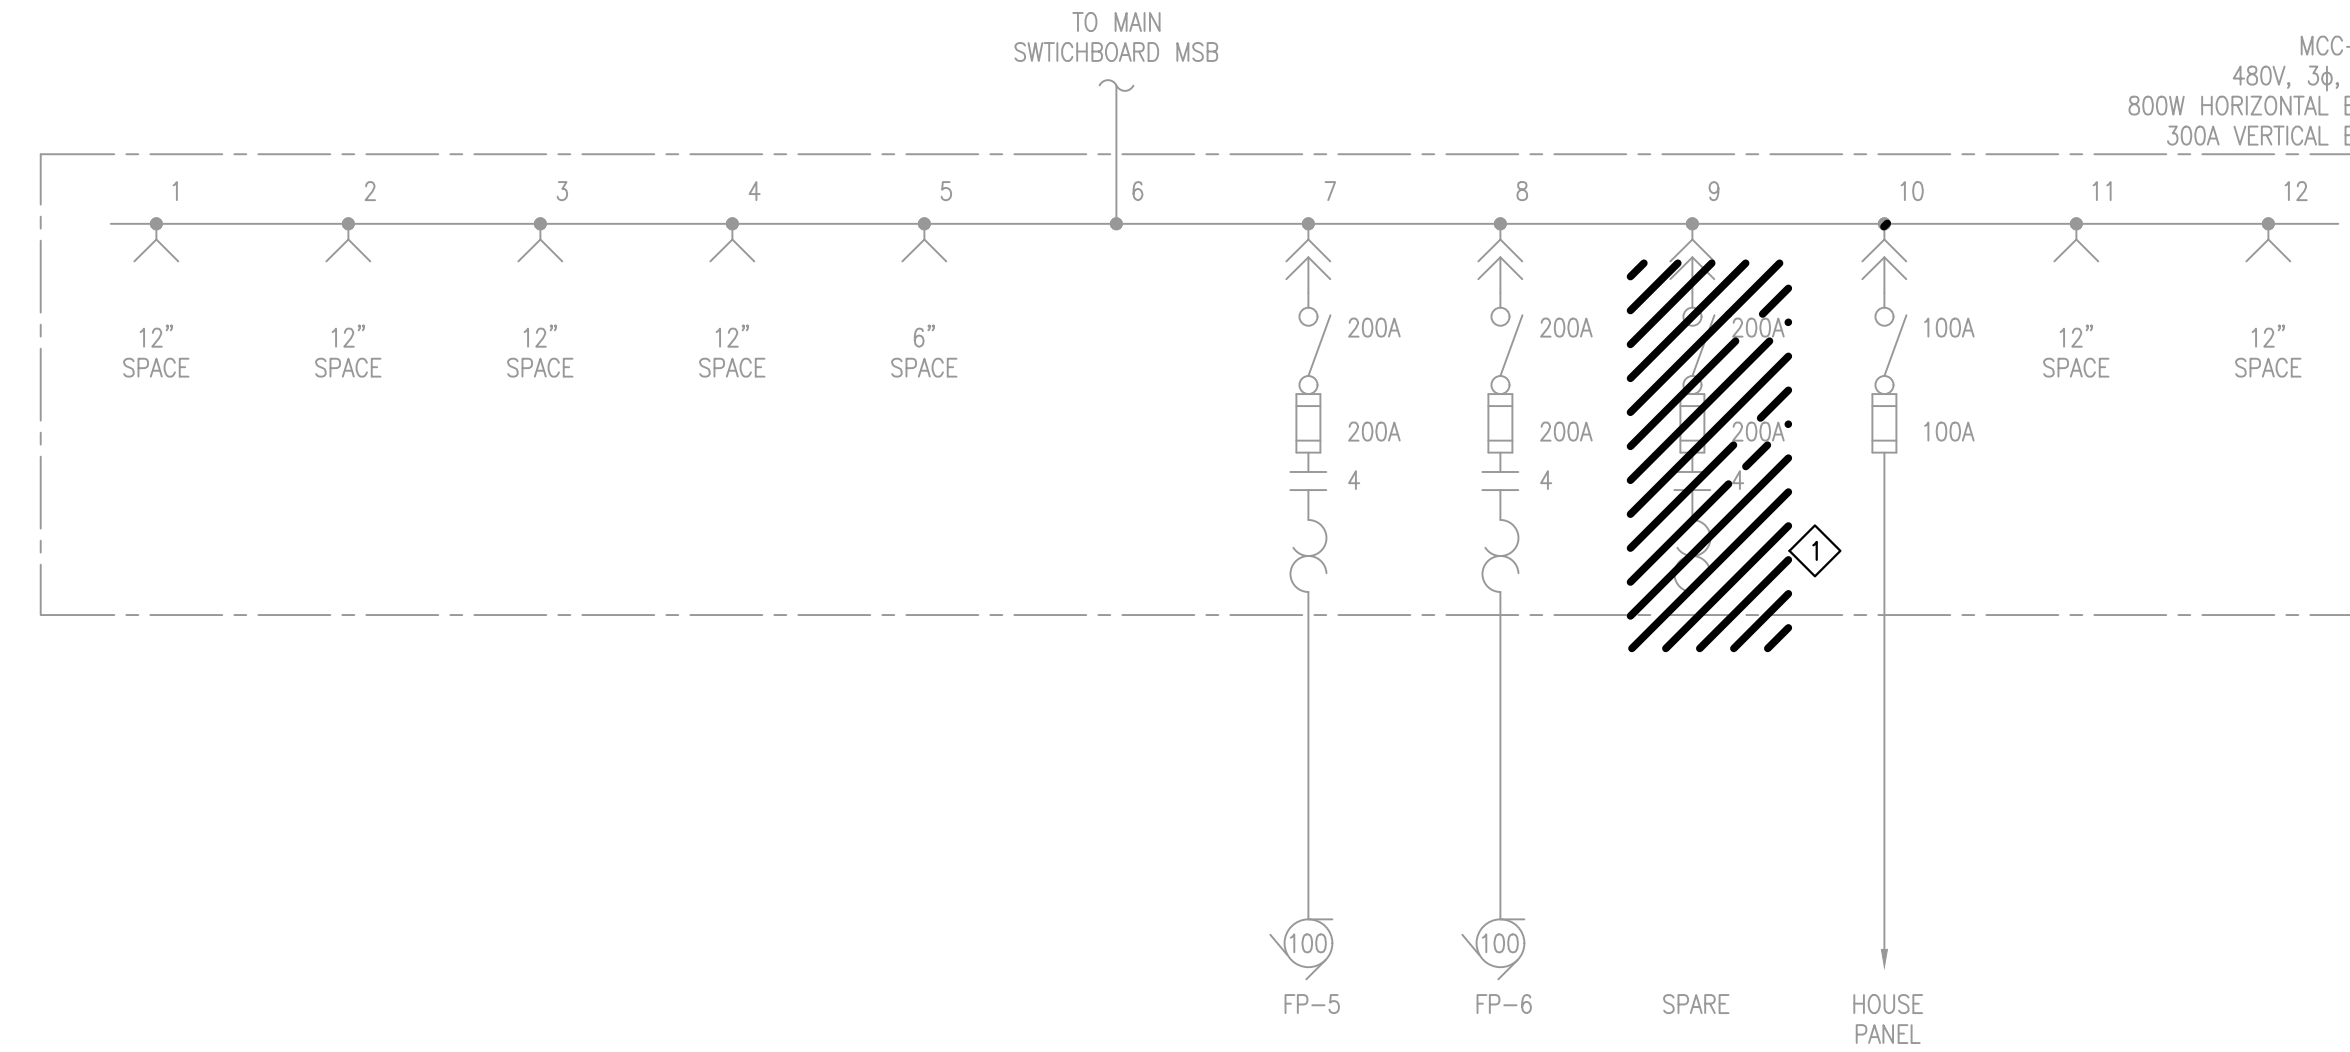 TO MAIN
SWTICHBOARD MSB
MCC-
480V, 3ϕ,
800W HORIZONTAL
300A VERTICAL
1 2 3 4 5 6 7 8 9 10 11 12
12” 12” 12” 12” 6” 12” 12”
SPACE SPACE SPACE SPACE SPACE SPACE SPACE
200A 200A 200A 100A
200A 200A 200A 100A
4 4 4
1
100 100
FP-5 FP-6 SPARE HOUSE
PANEL